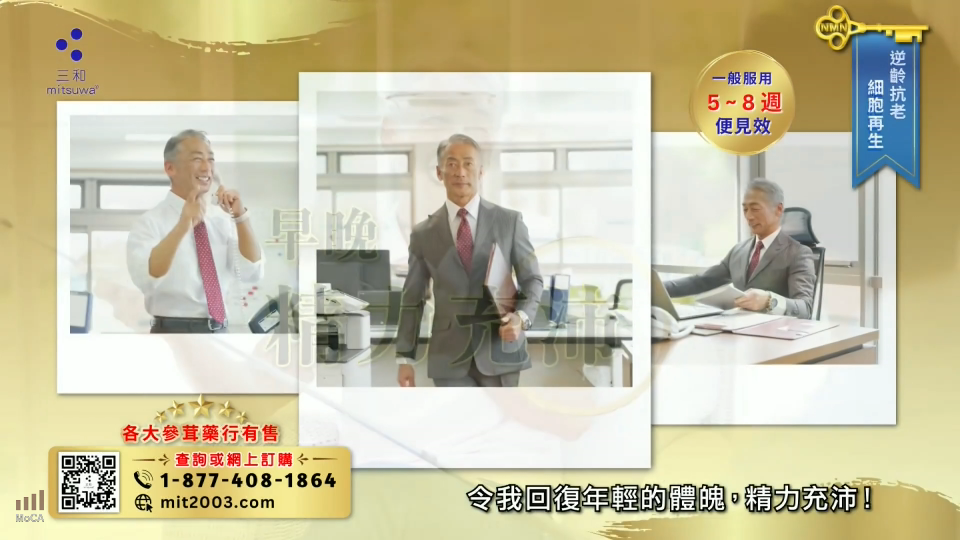 三和
mitsuwa®
一般服用
5~8週
便見效
NMN
逆齡抗老
細胞再生
早晚
精力充沛
各大參茸藥行有售
查詢或網上訂購
1-877-408-1864
mit2003.com
MoCA
令我回復年輕的體魄，精力充沛！